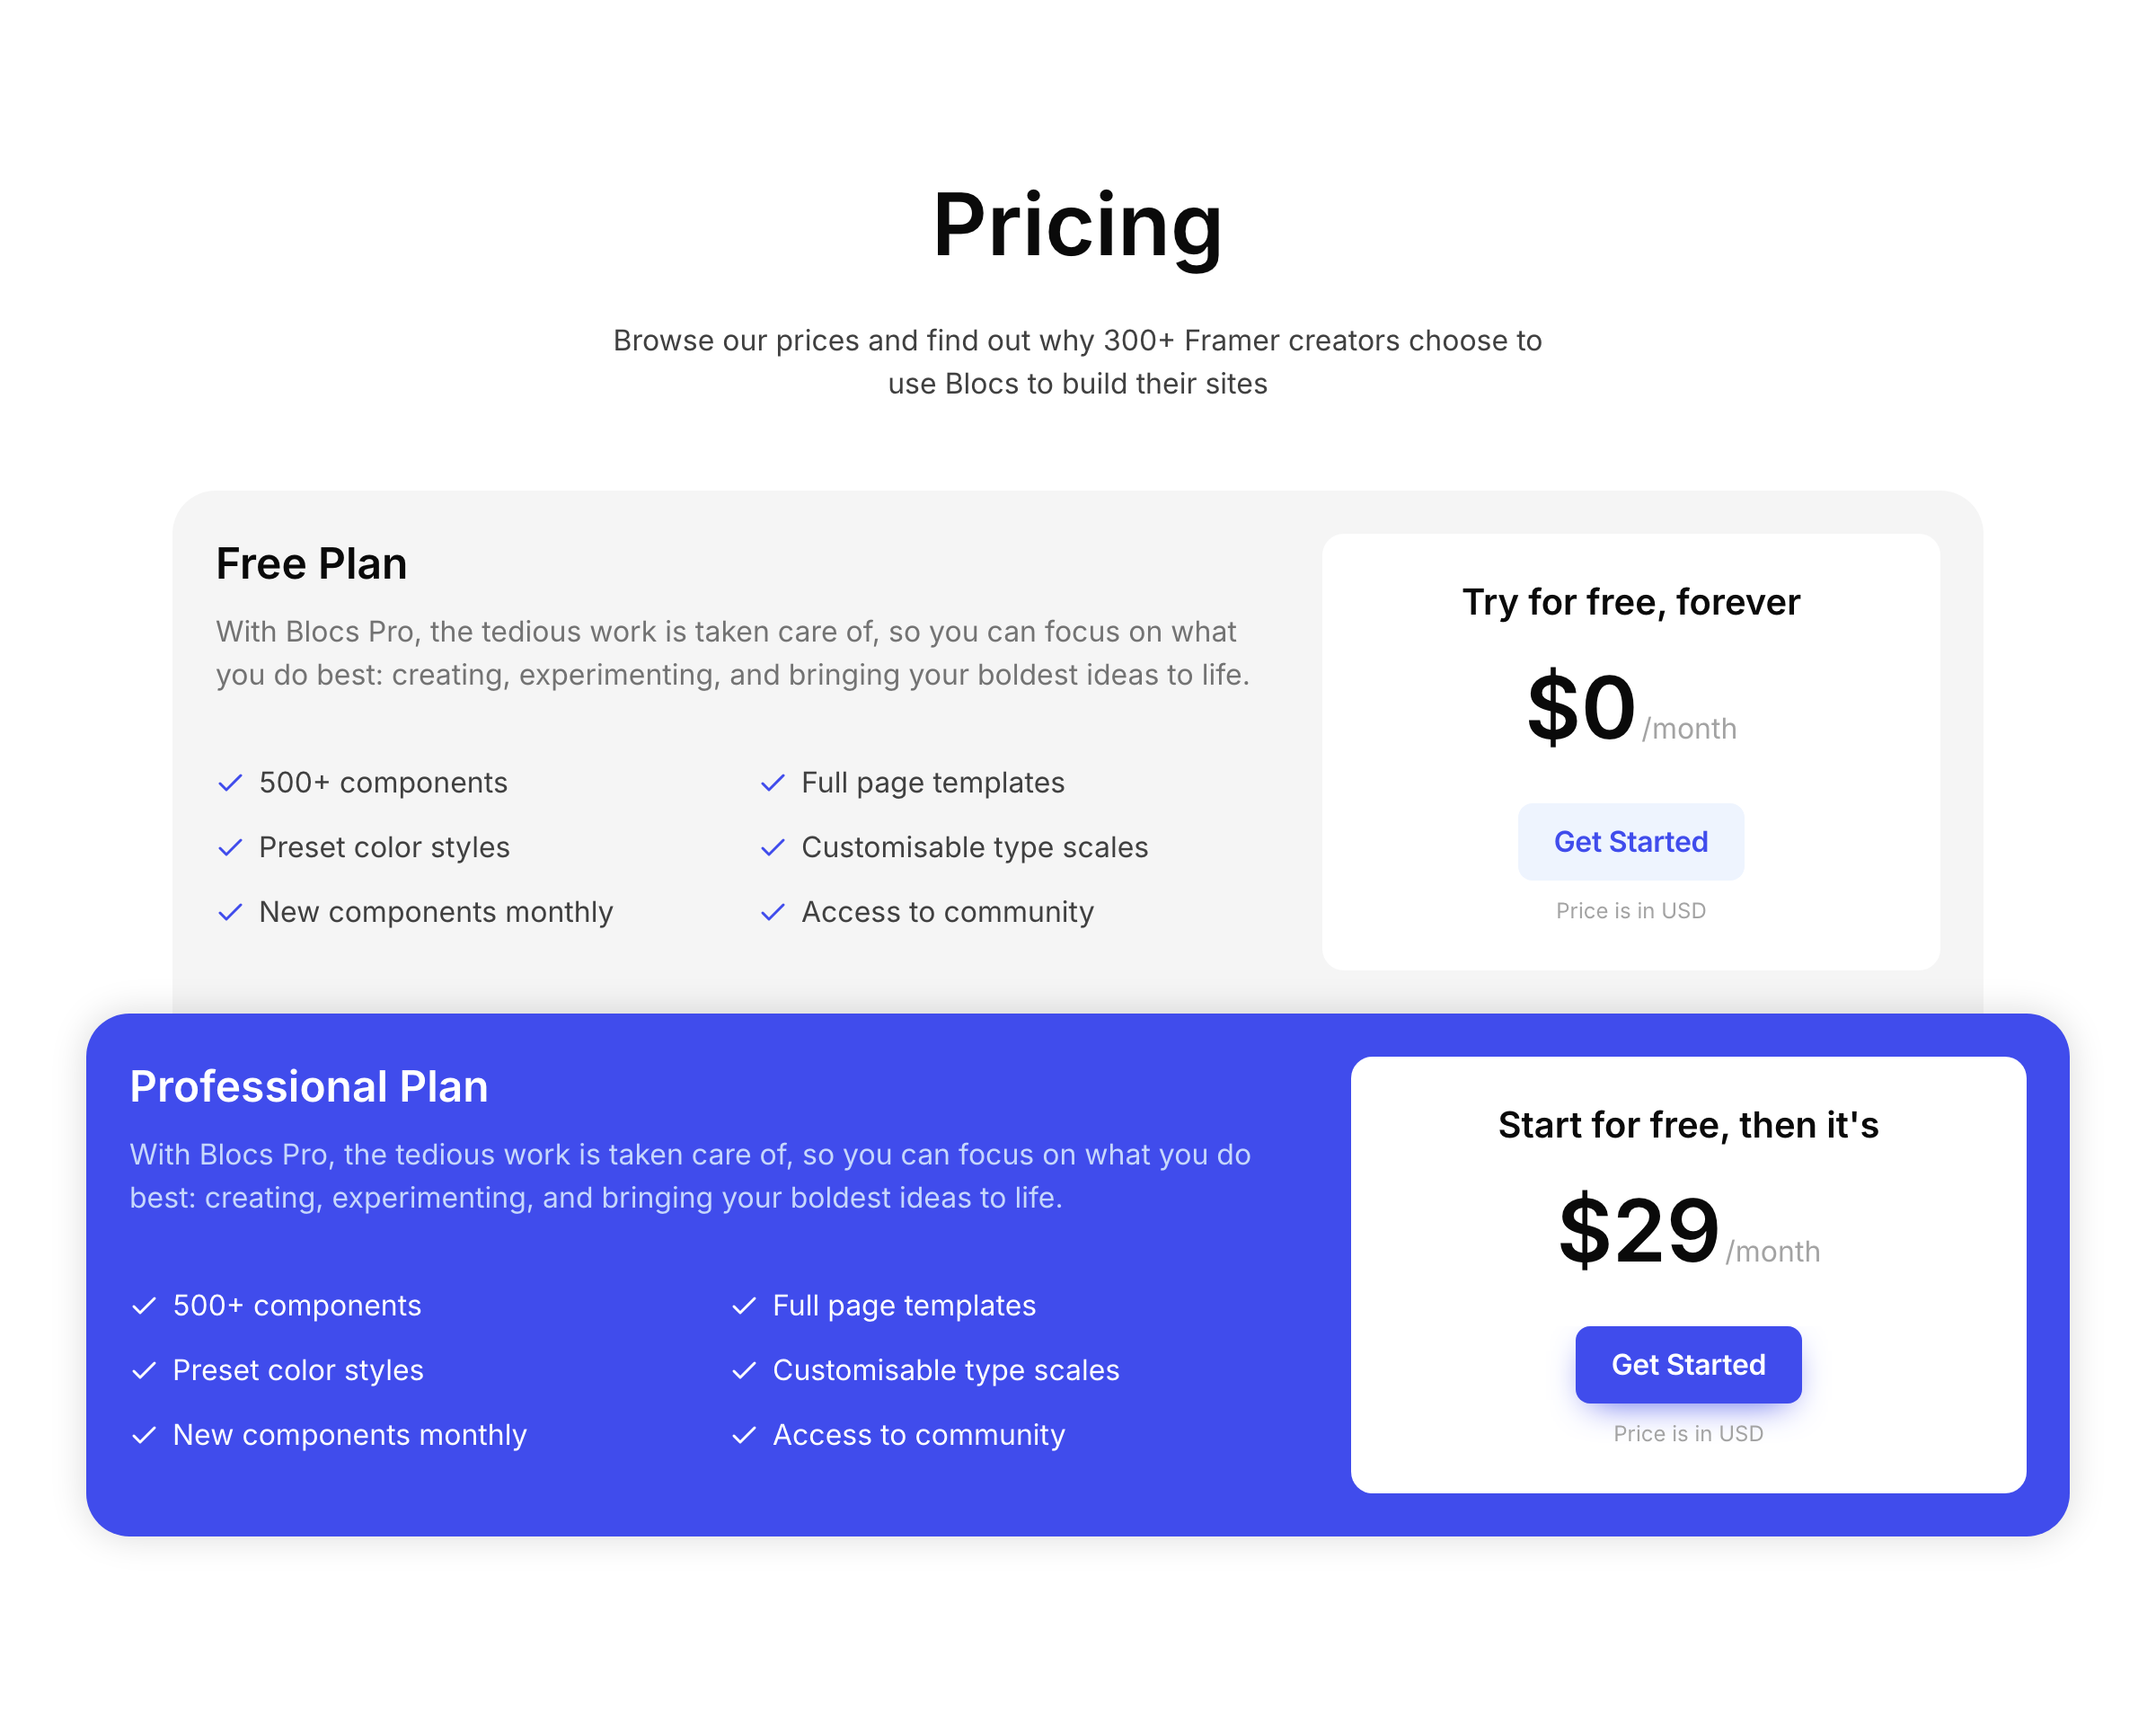 Pricing
Browse our prices and find out why 300+ Framer creators choose to
use Blocs to build their sites
Free Plan
With Blocs Pro, the tedious work is taken care of, so you can focus on what
you do best: creating, experimenting, and bringing your boldest ideas to life.
500+ components
Full page templates
Preset color styles
Customisable type scales
New components monthly
Access to community
Try for free, forever
$0/month
Get Started
Price is in USD
Professional Plan
With Blocs Pro, the tedious work is taken care of, so you can focus on what you do
best: creating, experimenting, and bringing your boldest ideas to life.
500+ components
Full page templates
Preset color styles
Customisable type scales
New components monthly
Access to community
Start for free, then it's
$29/month
Get Started
Price is in USD